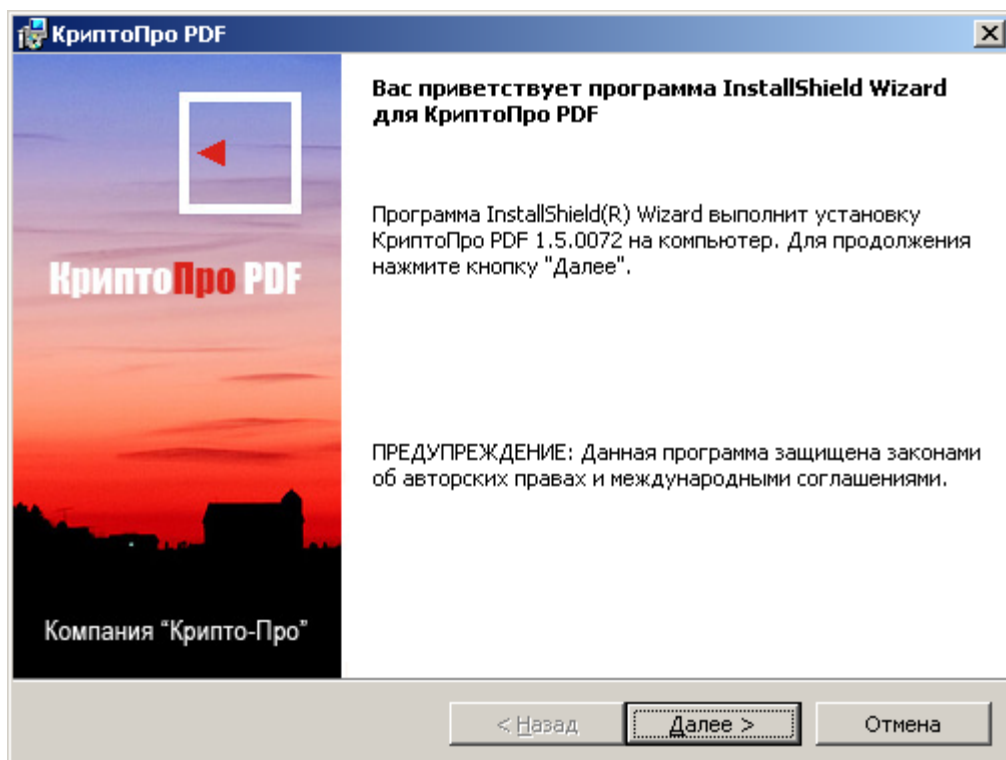 КриптоПро PDF
Вас приветствует программа InstallShield Wizard
для КриптоПро PDF
Программа InstallShield(R) Wizard выполнит установку
КриптоПро PDF 1.5.0072 на компьютер. Для продолжения
нажмите кнопку "Далее".
КриптоПро PDF
ПРЕДУПРЕЖДЕНИЕ: Данная программа защищена законами
об авторских правах и международными соглашениями.
Компания “Крипто-Про”
< Назад
Далее >
Отмена